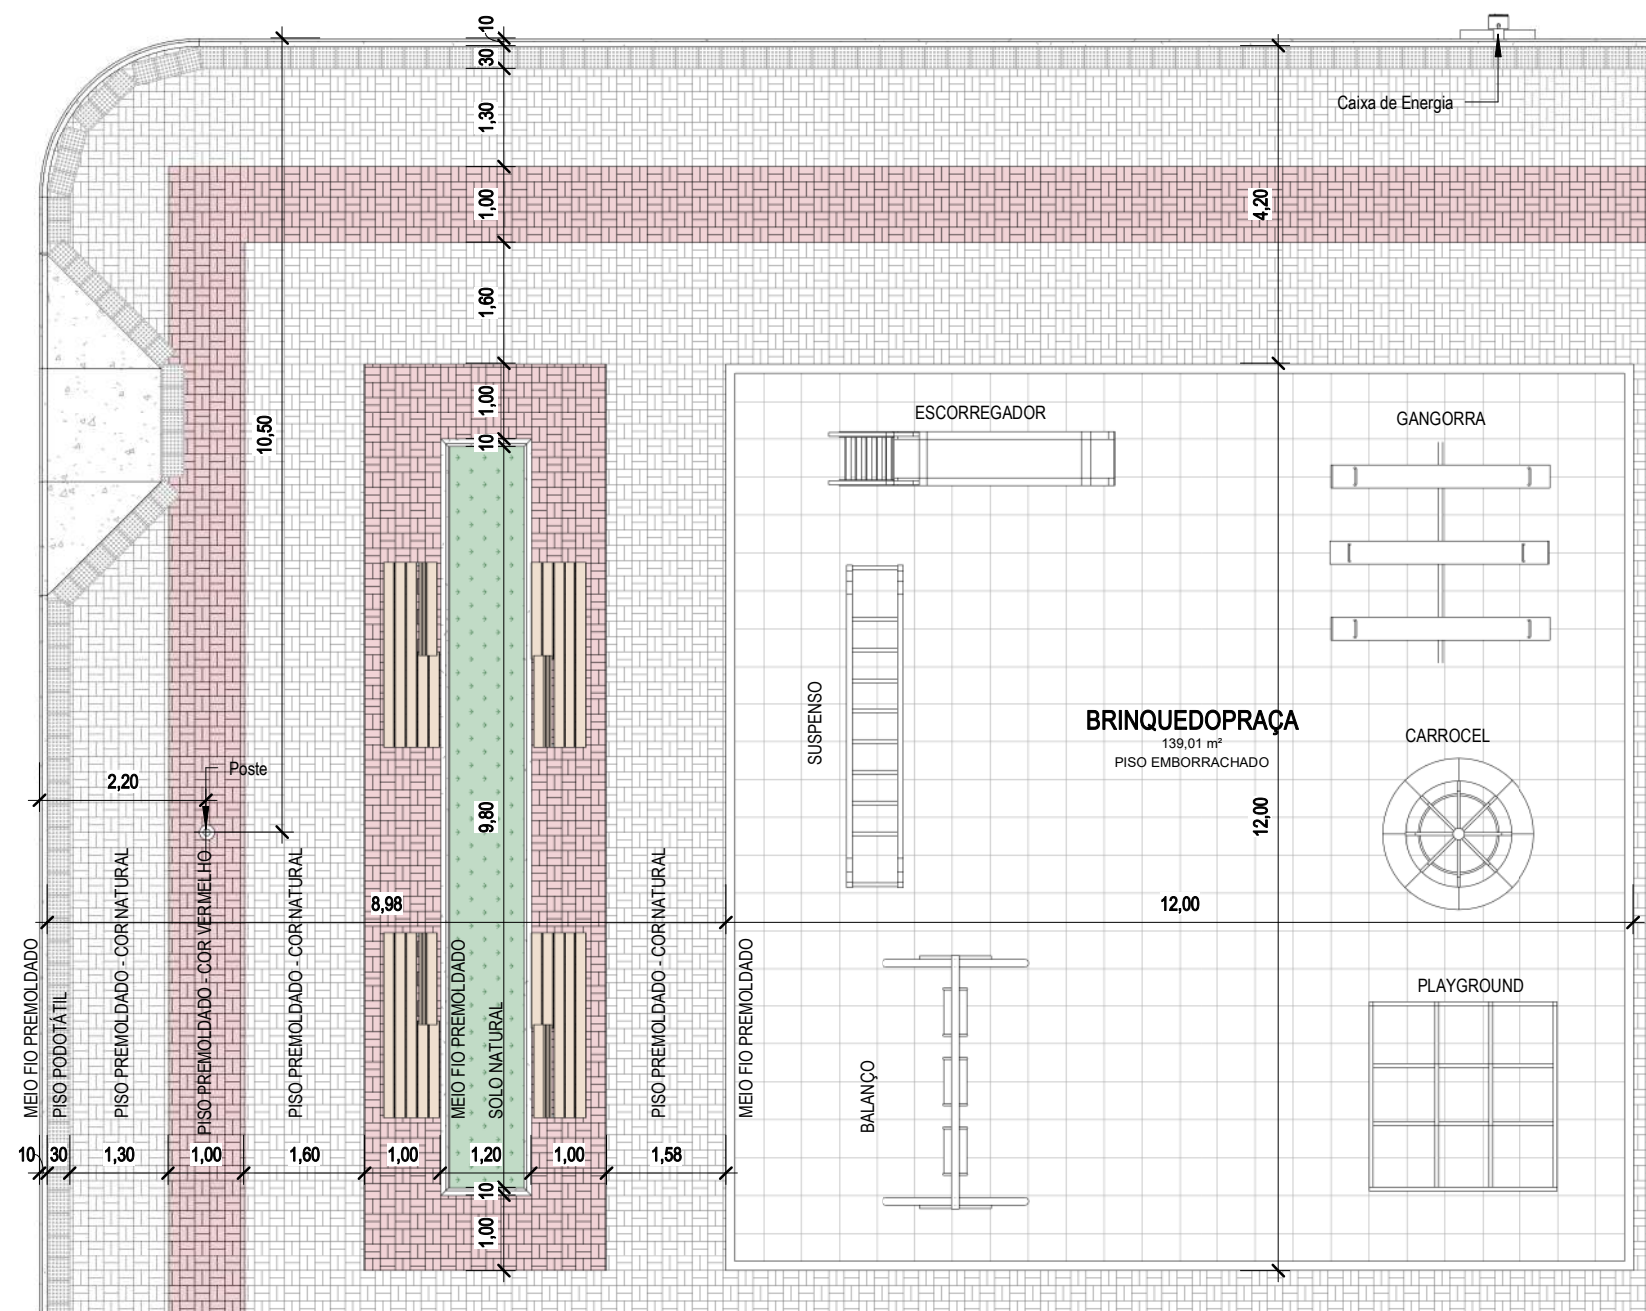 10
30
Caixa de Energia
1,30
1,00
4,20
1,60
1,00
ESCORREGADOR
GANGORRA
10,50
10
SUSPENSO
BRINQUEDOPRAÇA
139,01 m²
PISO EMBORRACHADO
CARROCEL
Poste
2,20
9,80
12,00
8,98
12,00
MEIO FIO PREMOLDADO
PISO PODOTÁTIL
PISO PREMOLDADO - COR NATURAL
PISO PREMOLDADO - COR VERMELHO
PISO PREMOLDADO - COR NATURAL
MEIO FIO PREMOLDADO
SOLO NATURAL
PISO PREMOLDADO - COR NATURAL
MEIO FIO PREMOLDADO
PLAYGROUND
BALANÇO
10
30
1,30
1,00
1,60
1,00
1,20
1,00
1,58
10
1,00